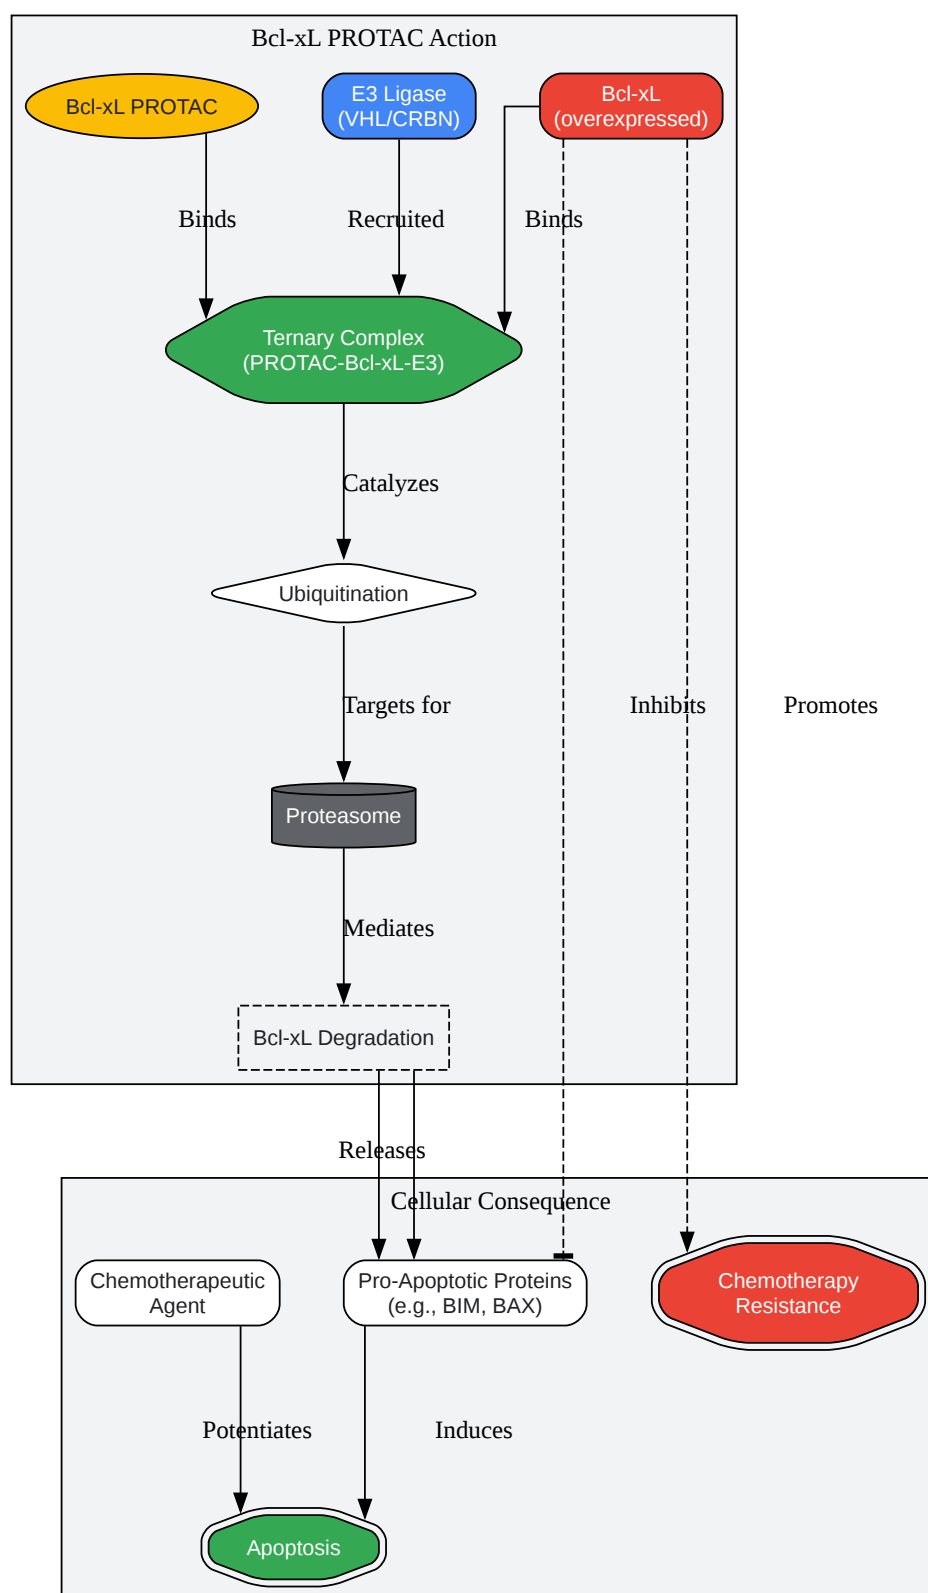 Bcl-xL PROTAC Action
Bcl-xL PROTAC
E3 Ligase
(VHL/CRBN)
Bcl-xL
(overexpressed)
Binds
Recruited
Binds
Ternary Complex
(PROTAC-Bcl-xL-E3)
Catalyzes
Ubiquitination
Targets for
Inhibits
Promotes
Proteasome
Mediates
Bcl-xL Degradation
Releases
Cellular Consequence
Chemotherapeutic
Agent
Pro-Apoptotic Proteins
(e.g., BIM, BAX)
Chemotherapy
Resistance
Potentiates
Induces
Apoptosis